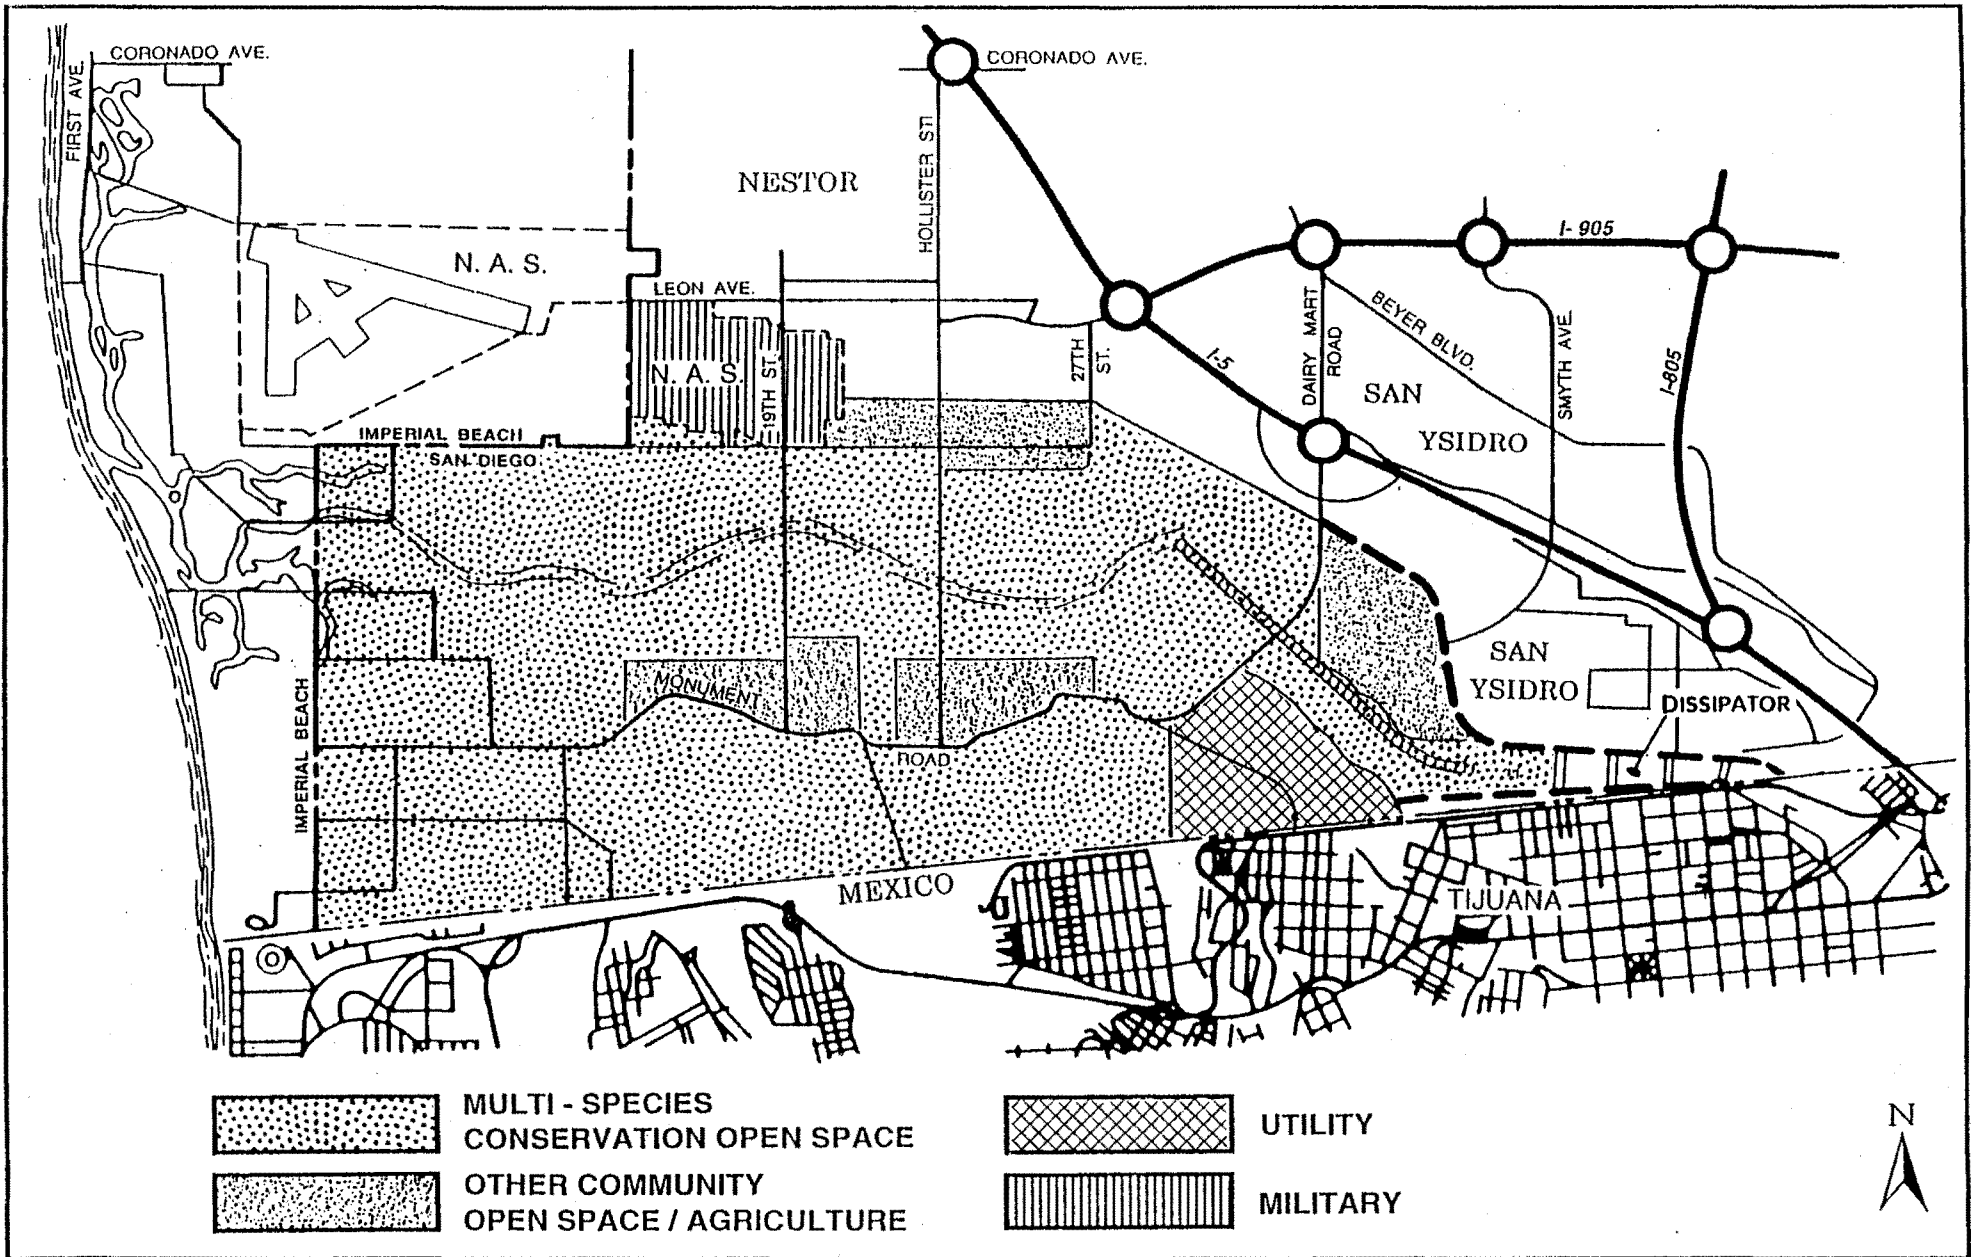 CORONADO AVE.
FIRST AVE.
CORONADO AVE.
HOLLISTER ST.
NESTOR
I-905
N. A. S.
LEON AVE.
BEYER BLVD.
DAIRY MART
ROAD
SMYTH AVE.
I-805
I-5
27TH
ST.
N. A. S.
19TH ST.
SAN
YSIDRO
IMPERIAL BEACH
SAN DIEGO
SAN
YSIDRO
DISSIPATOR
MONUMENT
ROAD
IMPERIAL BEACH
MEXICO
TIJUANA
MULTI - SPECIES
CONSERVATION OPEN SPACE
OTHER COMMUNITY
OPEN SPACE / AGRICULTURE
UTILITY
MILITARY
N